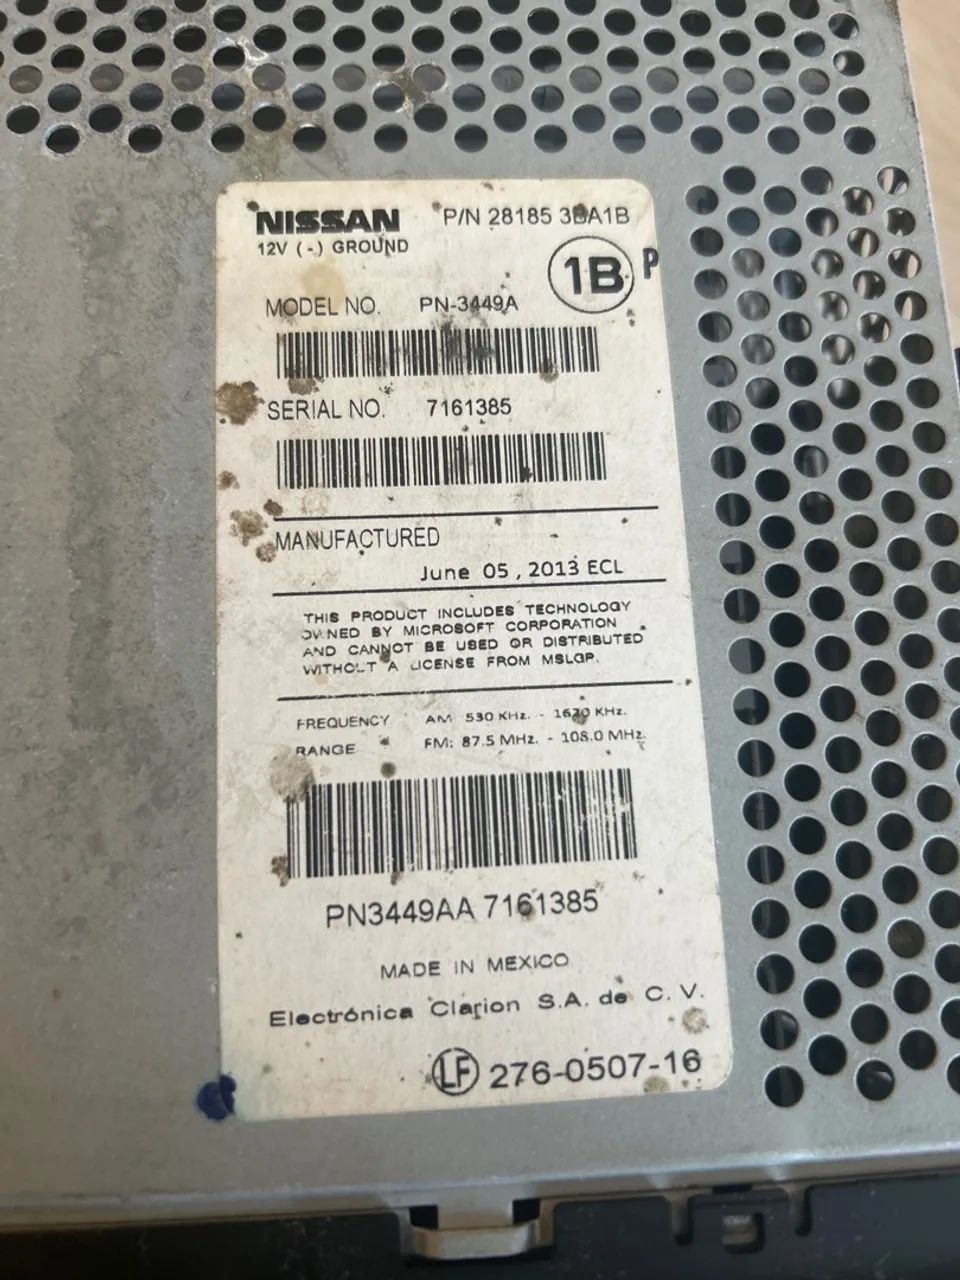 NISSAN P/N 28185 3BA1B
12V (-) GROUND
1B P
MODEL NO. PN-3449A
SERIAL NO. 7161385
MANUFACTURED
June 05, 2013 ECL
THIS PRODUCT INCLUDES TECHNOLOGY
OWNED BY MICROSOFT CORPORATION
AND CANNOT BE USED OR DISTRIBUTED
WITHOUT A LICENSE FROM MSLGP.
FREQUENCY AM: 530 KHz. - 1630 KHz.
RANGE FM: 87.5 MHz. - 108.0 MHz.
PN3449AA 7161385
MADE IN MEXICO
Electrónica Clarion S.A. de C.V.
LF 276-0507-16